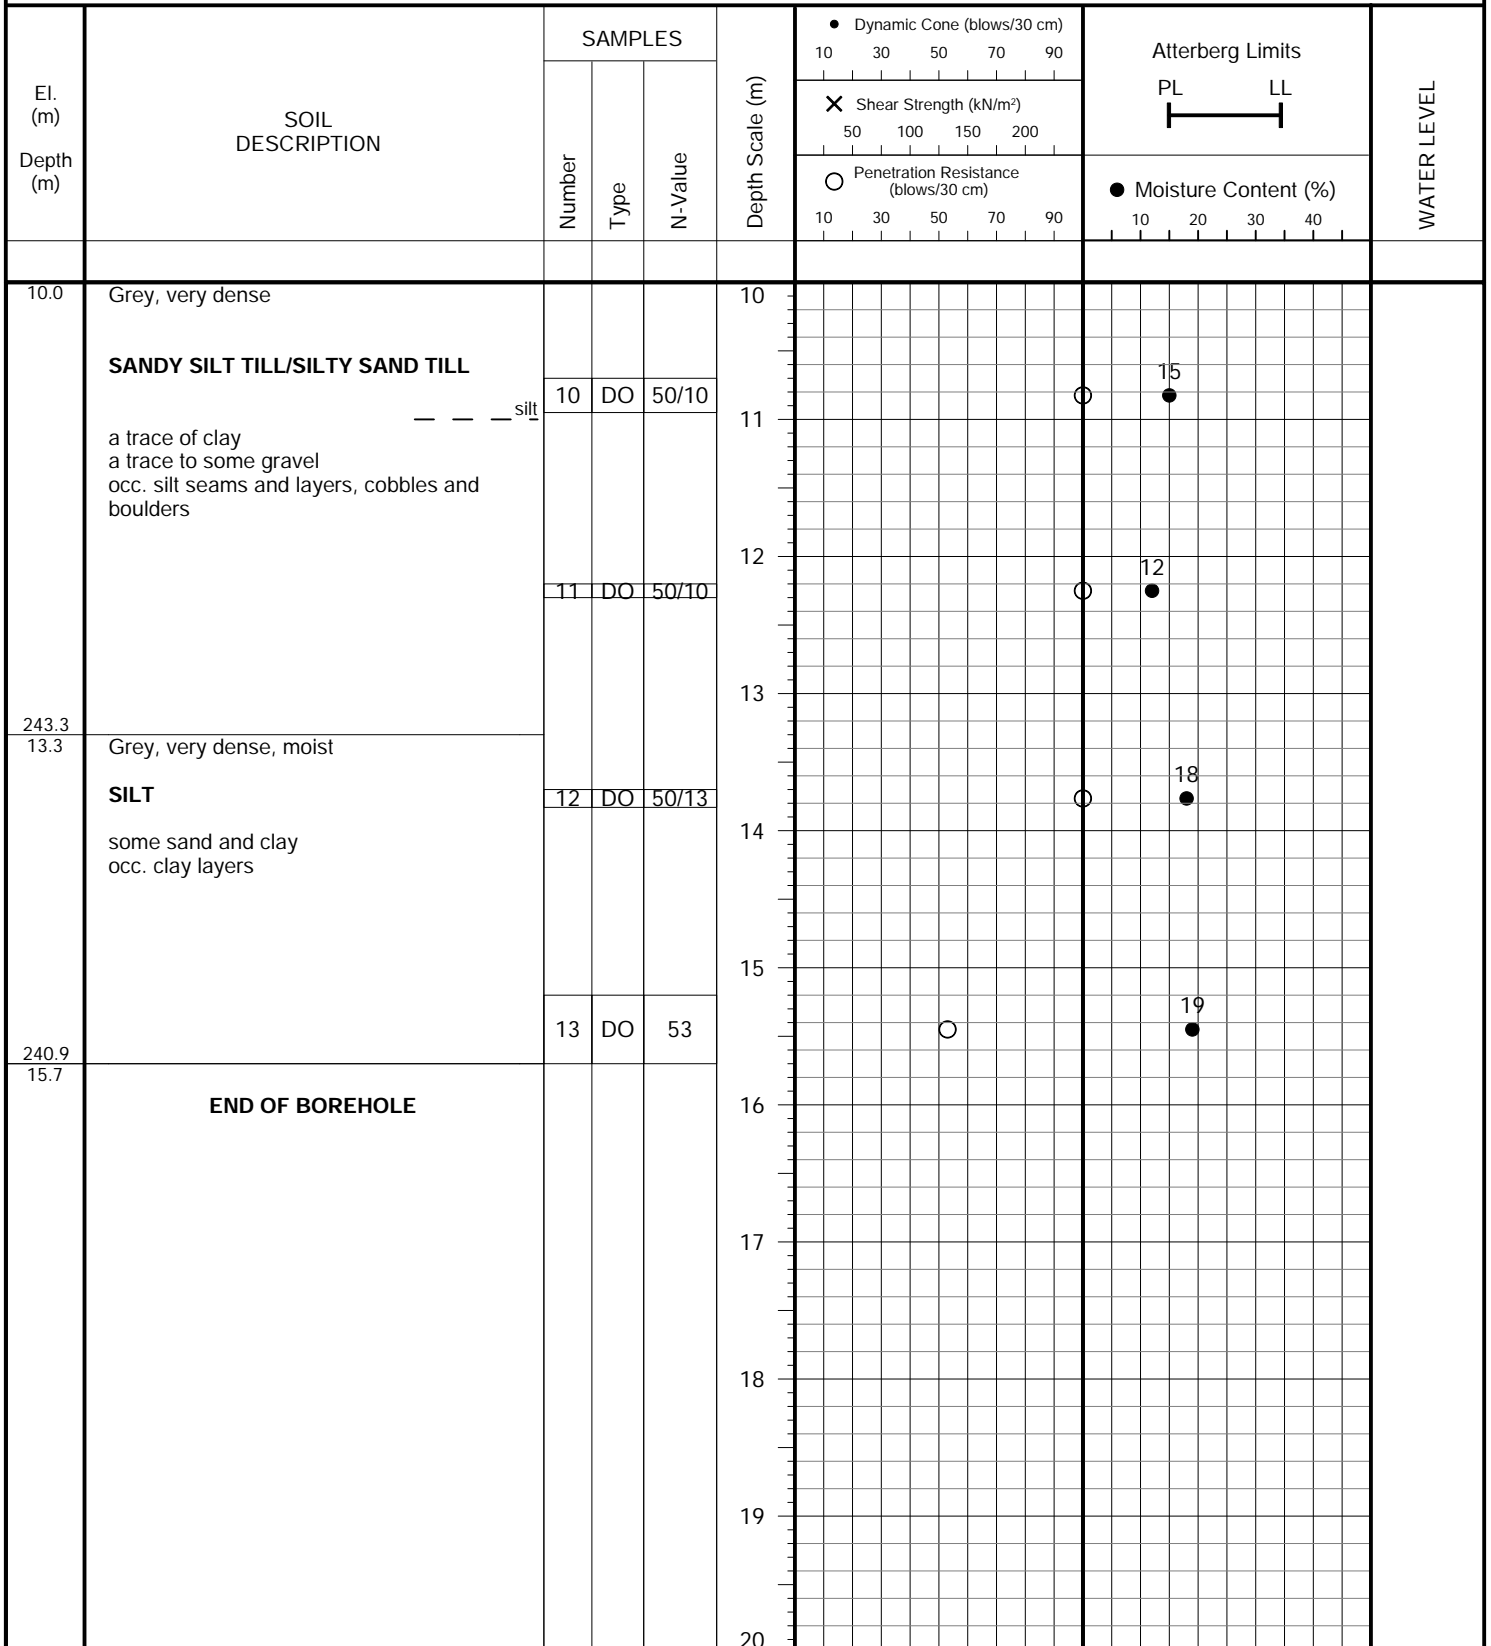 El.
(m)
Depth
(m)
SOIL
DESCRIPTION
SAMPLES
Number
Type
N-Value
Depth Scale (m)
● Dynamic Cone (blows/30 cm)
10 30 50 70 90
✕ Shear Strength (kN/m²)
50 100 150 200
○ Penetration Resistance
(blows/30 cm)
10 30 50 70 90
Atterberg Limits
PL LL
● Moisture Content (%)
10 20 30 40
WATER LEVEL
10.0 Grey, very dense 10
SANDY SILT TILL/SILTY SAND TILL
15
10 DO 50/10
silt
11
a trace of clay
a trace to some gravel
occ. silt seams and layers, cobbles and
boulders
12
12
11 DO 50/10
13
243.3
13.3 Grey, very dense, moist
18
SILT 12 DO 50/13
14
some sand and clay
occ. clay layers
15
19
13 DO 53
240.9
15.7
END OF BOREHOLE 16
17
18
19
20